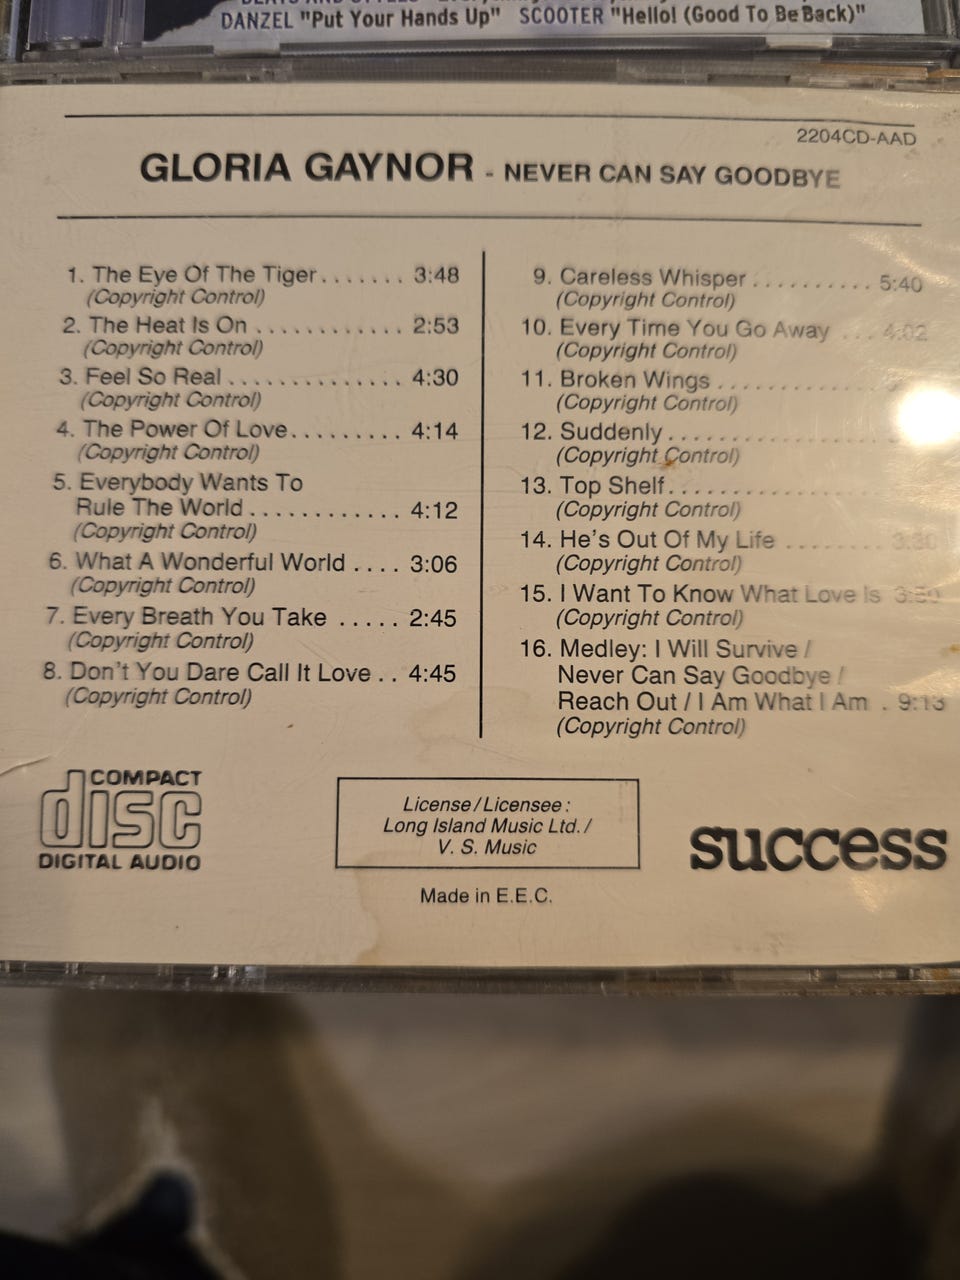 DANZEL "Put Your Hands Up" SCOOTER "Hello! (Good To Be Back)"
2204CD-AAD
GLORIA GAYNOR - NEVER CAN SAY GOODBYE
1. The Eye Of The Tiger....... 3:48
(Copyright Control)
2. The Heat Is On ............ 2:53
(Copyright Control)
3. Feel So Real .............. 4:30
(Copyright Control)
4. The Power Of Love......... 4:14
(Copyright Control)
5. Everybody Wants To
Rule The World ............ 4:12
(Copyright Control)
6. What A Wonderful World .... 3:06
(Copyright Control)
7. Every Breath You Take ..... 2:45
(Copyright Control)
8. Don't You Dare Call It Love .. 4:45
(Copyright Control)
9. Careless Whisper .......... 5:40
(Copyright Control)
10. Every Time You Go Away ... 4:02
(Copyright Control)
11. Broken Wings ............
(Copyright Control)
12. Suddenly ................
(Copyright Control)
13. Top Shelf.................
(Copyright Control)
14. He's Out Of My Life ........ 3:30
(Copyright Control)
15. I Want To Know What Love Is
(Copyright Control)
16. Medley: I Will Survive /
Never Can Say Goodbye /
Reach Out / I Am What I Am . 9:13
(Copyright Control)
COMPACT
disc
DIGITAL AUDIO
License/Licensee:
Long Island Music Ltd./
V. S. Music
Made in E.E.C.
success